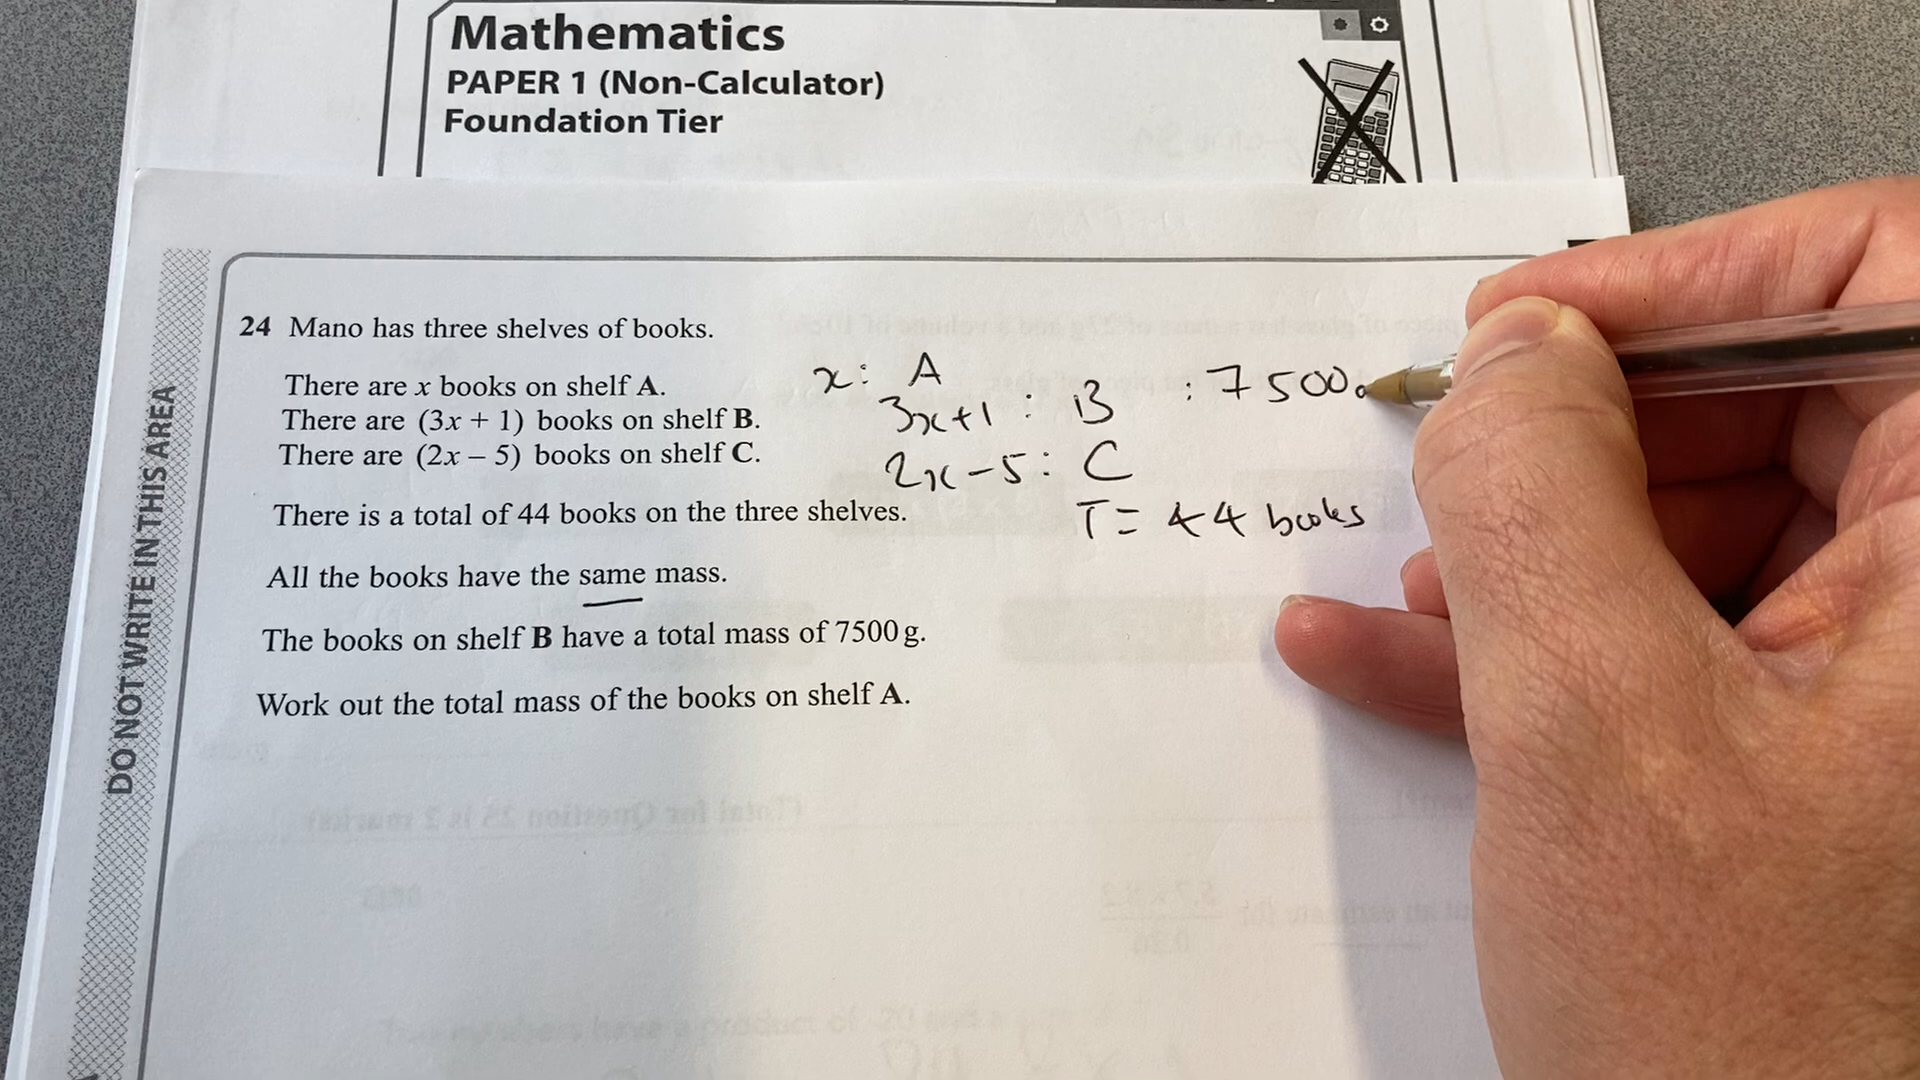 Mathematics
PAPER 1 (Non-Calculator)
Foundation Tier
DO NOT WRITE IN THIS AREA
24 Mano has three shelves of books.
There are x books on shelf A.
There are (3x + 1) books on shelf B.
There are (2x – 5) books on shelf C.
There is a total of 44 books on the three shelves.
All the books have the same mass.
The books on shelf B have a total mass of 7500 g.
Work out the total mass of the books on shelf A.
x: A
3x+1 : B : 7500
2x-5: C
T= 44 books